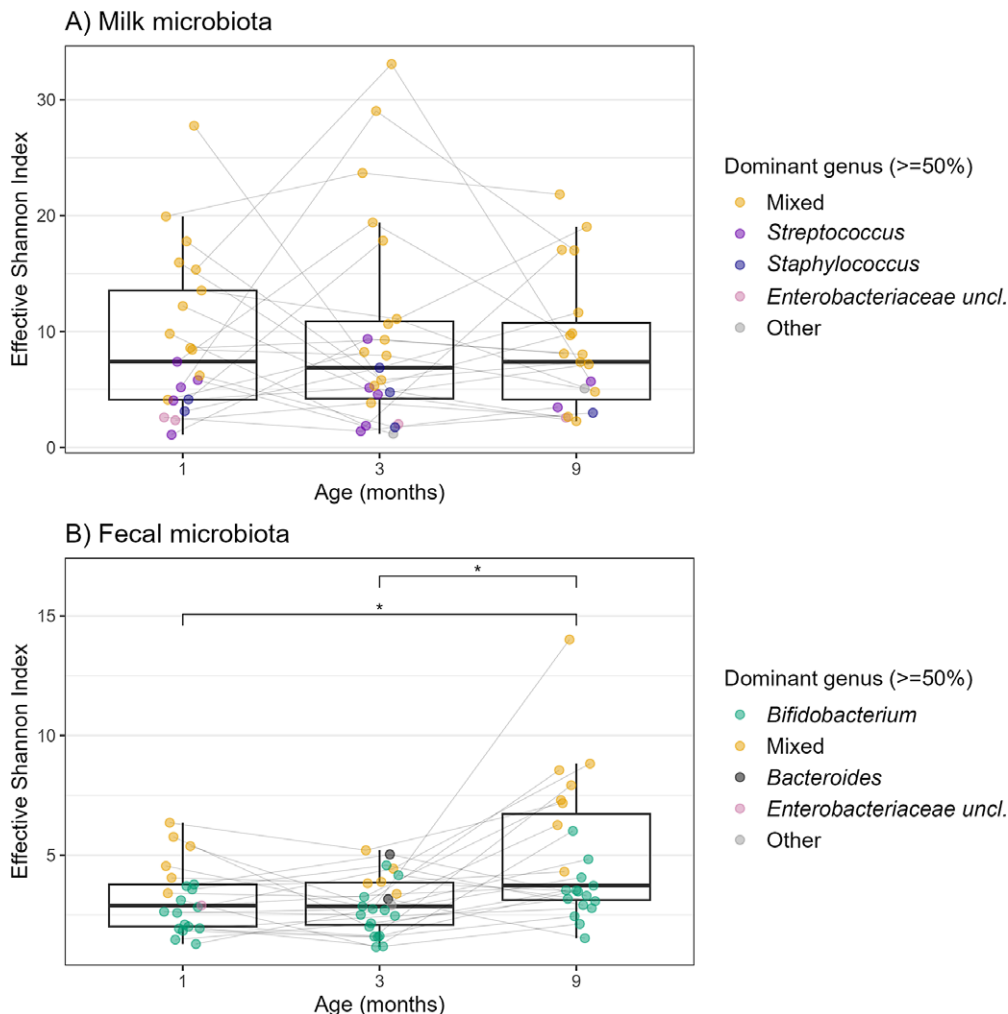 A) Milk microbiota
Effective Shannon Index
30
20
10
0
1
3
9
Age (months)
Dominant genus (>=50%)
Mixed
Streptococcus
Staphylococcus
Enterobacteriaceae uncl.
Other
B) Fecal microbiota
Effective Shannon Index
15
10
5
*
*
1
3
9
Age (months)
Dominant genus (>=50%)
Bifidobacterium
Mixed
Bacteroides
Enterobacteriaceae uncl.
Other